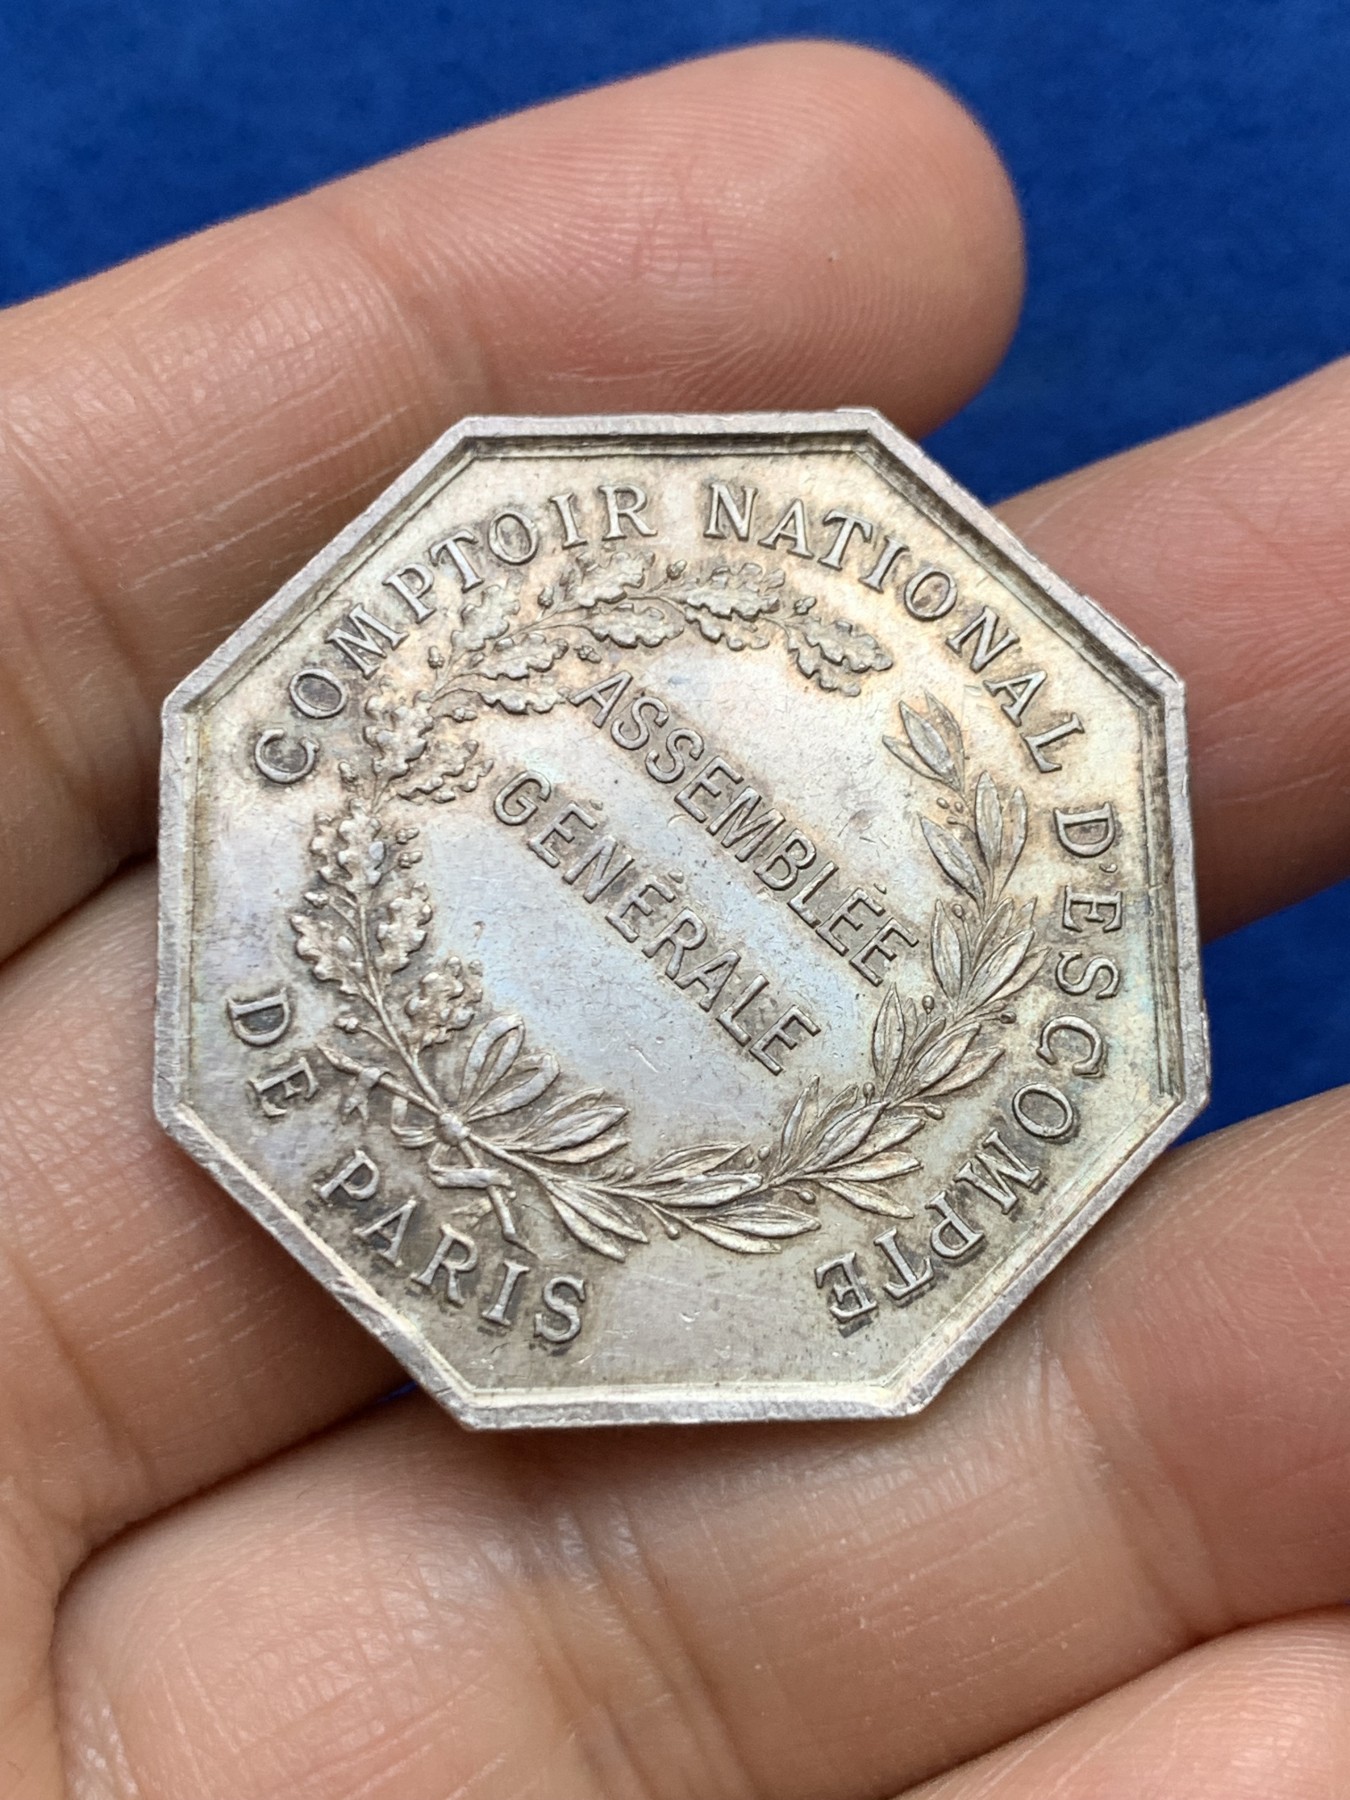 COMPTOIR NATIONAL D'ESCOMPTE
DE PARIS
ASSEMBLÉE
GÉNÉRALE